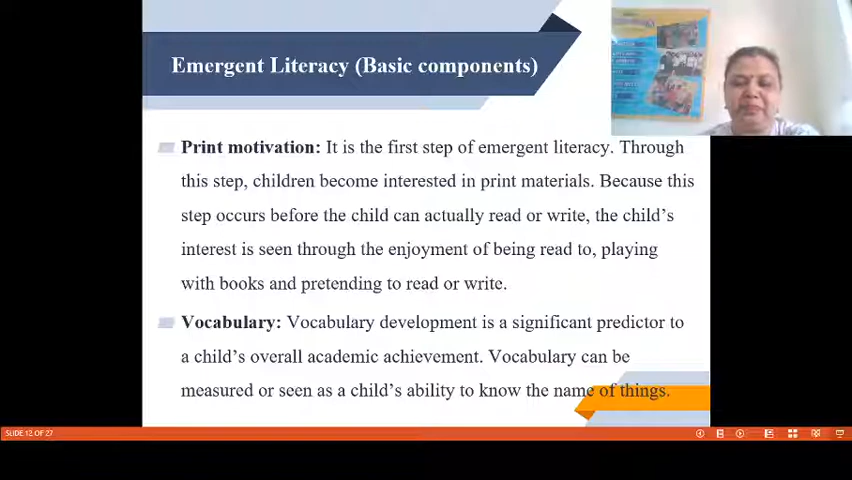 Emergent Literacy (Basic components)
Print motivation: It is the first step of emergent literacy. Through
this step, children become interested in print materials. Because this
step occurs before the child can actually read or write, the child's
interest is seen through the enjoyment of being read to, playing
with books and pretending to read or write.
Vocabulary: Vocabulary development is a significant predictor to
a child's overall academic achievement. Vocabulary can be
measured or seen as a child's ability to know the name of things.
SLIDE 12 OF 27